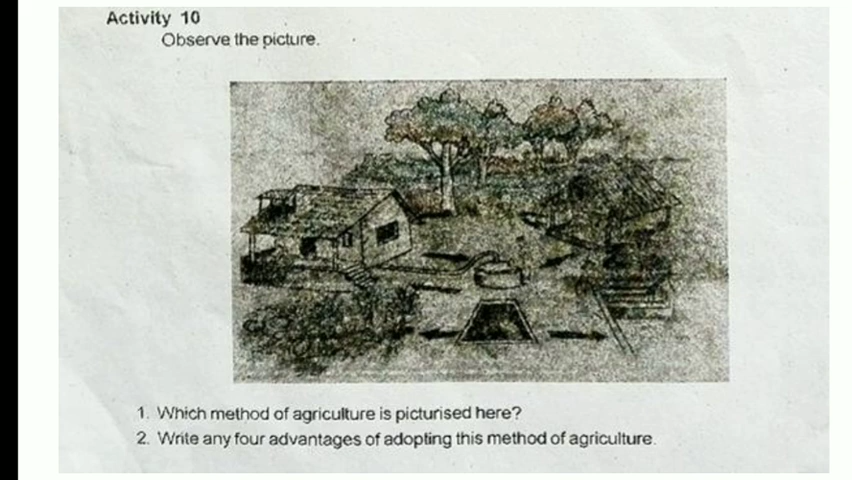 Activity 10
Observe the picture.
1. Which method of agriculture is picturised here?
2. Write any four advantages of adopting this method of agriculture.